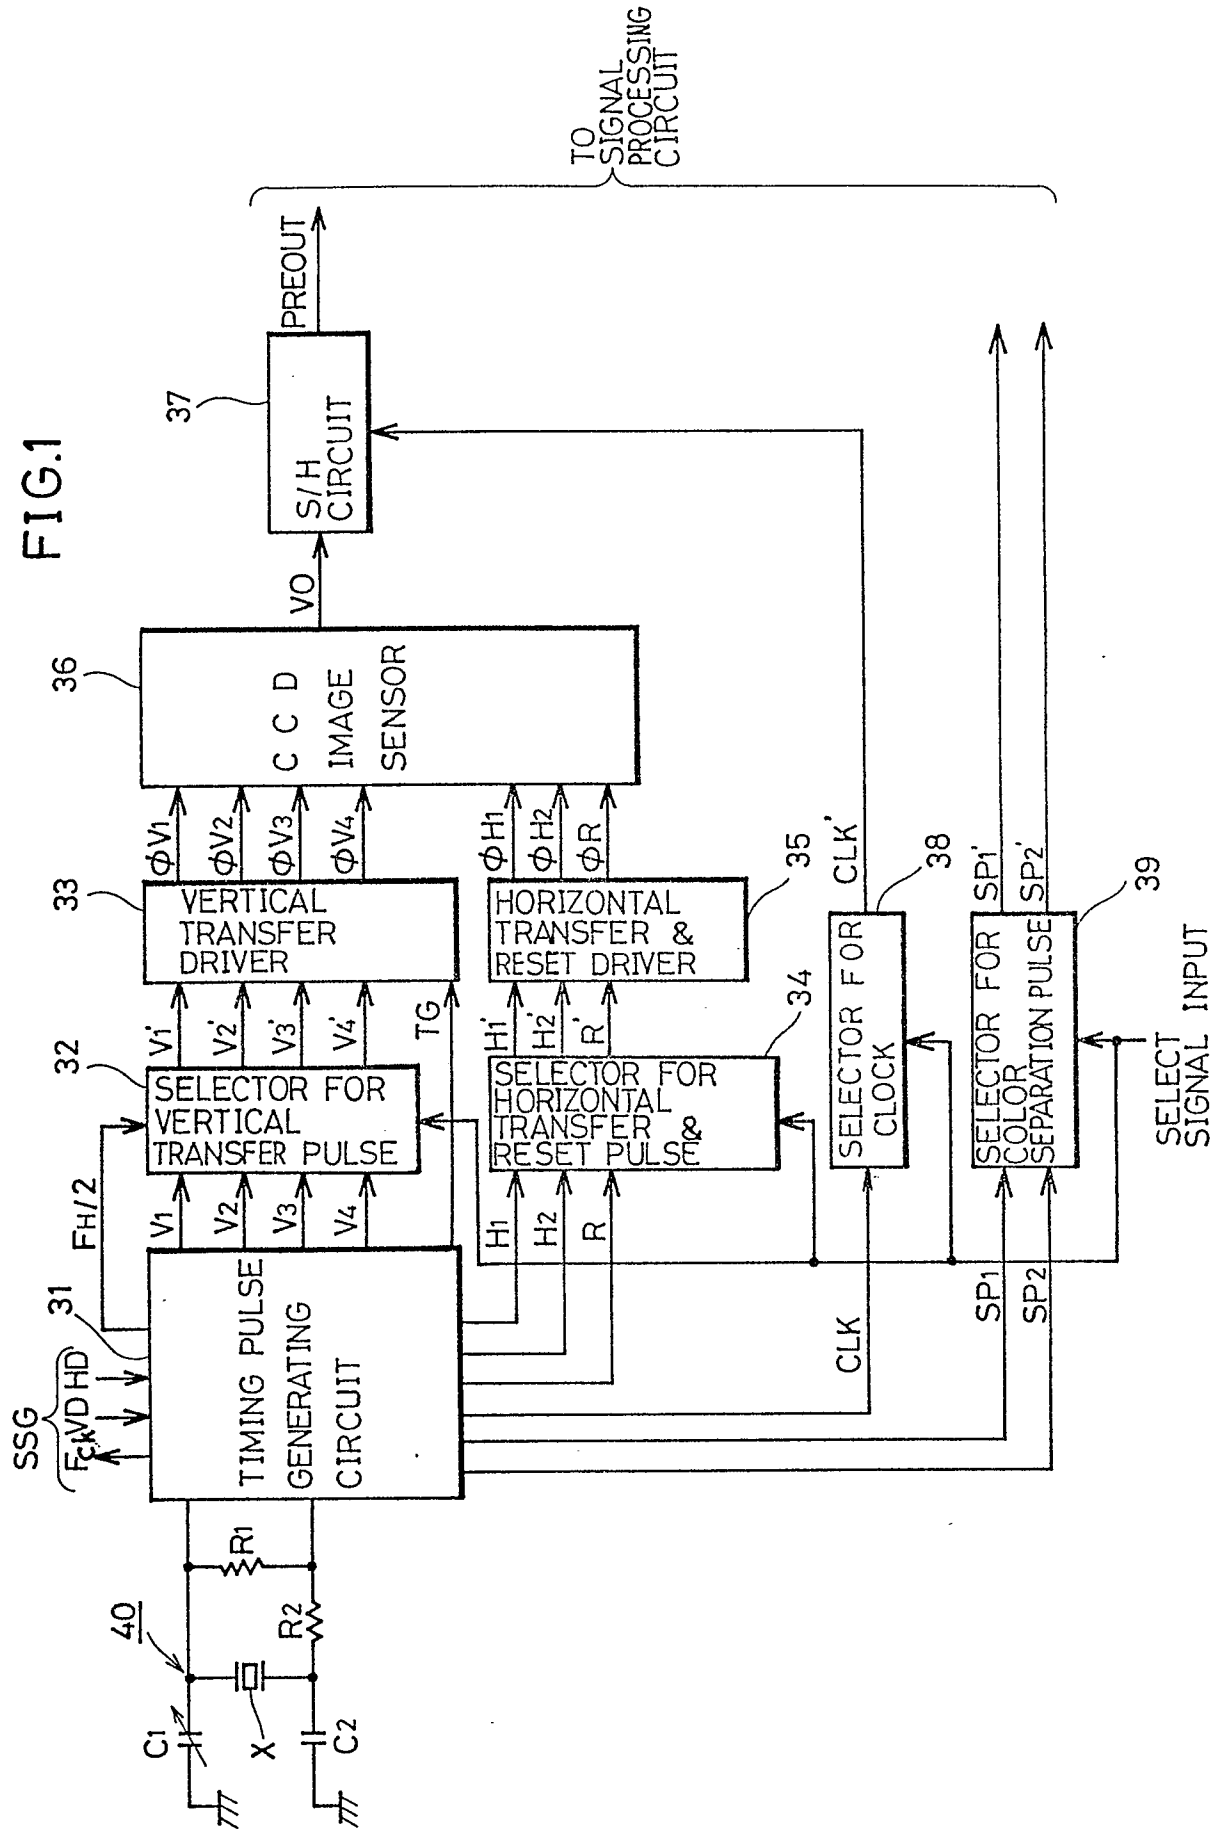 FIG.1
SSG
Fck VD HD
FH/2
31
TIMING PULSE
GENERATING
CIRCUIT
40
C1
X
C2
R1
R2
V1
V2
V3
V4
TG
32
SELECTOR FOR
VERTICAL
TRANSFER PULSE
V1'
V2'
V3'
V4'
33
VERTICAL
TRANSFER
DRIVER
ΦV1
ΦV2
ΦV3
ΦV4
36
CCD
IMAGE
SENSOR
VO
37
S/H
CIRCUIT
PREOUT
TO
SIGNAL
PROCESSING
CIRCUIT
H1
H2
R
SELECTOR FOR
HORIZONTAL
TRANSFER &
RESET PULSE
34
H1'
H2'
R'
HORIZONTAL
TRANSFER &
RESET DRIVER
35
ΦH1
ΦH2
ΦR
CLK
SELECTOR FOR
CLOCK
38
CLK'
SP1
SP2
SELECTOR FOR
COLOR
SEPARATION PULSE
39
SP1'
SP2'
SELECT
SIGNAL INPUT